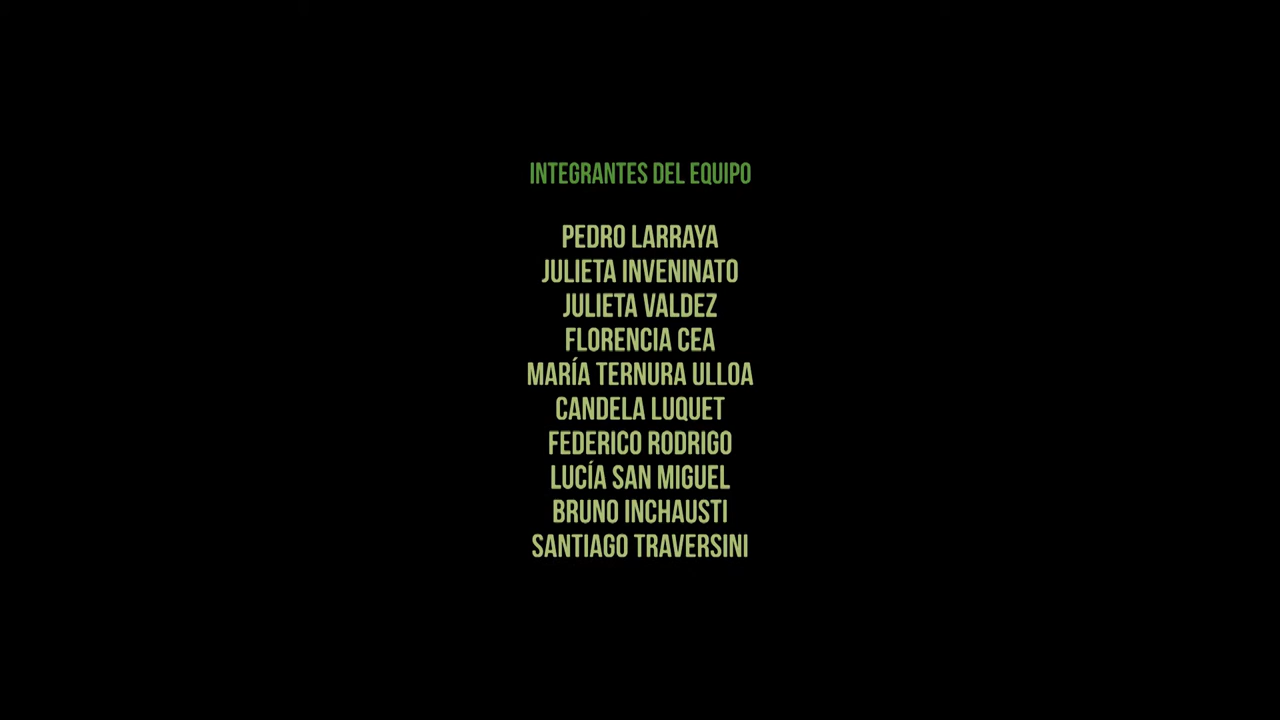 INTEGRANTES DEL EQUIPO
PEDRO LARRAYA
JULIETA INVENINATO
JULIETA VALDEZ
FLORENCIA CEA
MARÍA TERNURA ULLOA
CANDELA LUQUET
FEDERICO RODRIGO
LUCÍA SAN MIGUEL
BRUNO INCHAUSTI
SANTIAGO TRAVERSINI